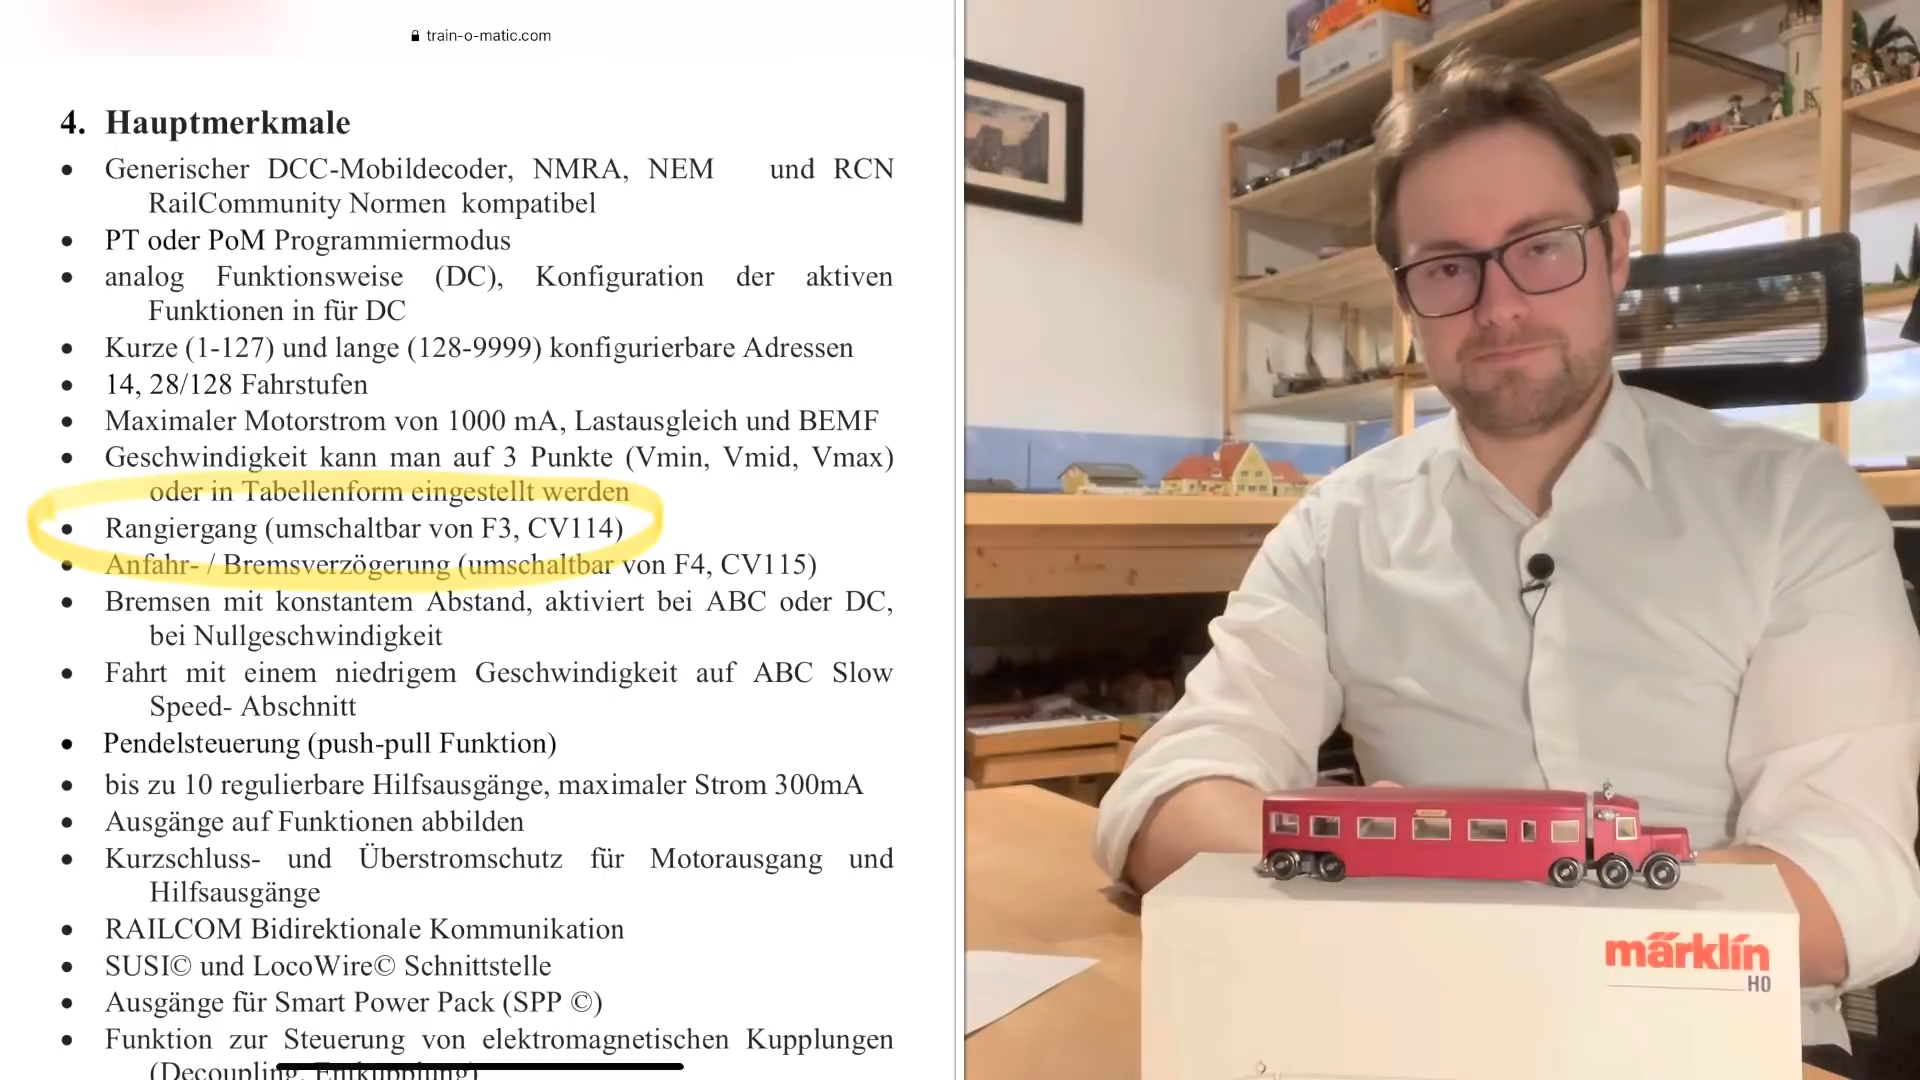 train-o-matic.com
4. Hauptmerkmale
• Generischer DCC-Mobildecoder, NMRA, NEM und RCN
RailCommunity Normen kompatibel
• PT oder PoM Programmiermodus
• analog Funktionsweise (DC), Konfiguration der aktiven
Funktionen in für DC
• Kurze (1-127) und lange (128-9999) konfigurierbare Adressen
• 14, 28/128 Fahrstufen
• Maximaler Motorstrom von 1000 mA, Lastausgleich und BEMF
• Geschwindigkeit kann man auf 3 Punkte (Vmin, Vmid, Vmax)
oder in Tabellenform eingestellt werden
• Rangiergang (umschaltbar von F3, CV114)
• Anfahr- / Bremsverzögerung (umschaltbar von F4, CV115)
• Bremsen mit konstantem Abstand, aktiviert bei ABC oder DC,
bei Nullgeschwindigkeit
• Fahrt mit einem niedrigem Geschwindigkeit auf ABC Slow
Speed- Abschnitt
• Pendelsteuerung (push-pull Funktion)
• bis zu 10 regulierbare Hilfsausgänge, maximaler Strom 300mA
• Ausgänge auf Funktionen abbilden
• Kurzschluss- und Überstromschutz für Motorausgang und
Hilfsausgänge
• RAILCOM Bidirektionale Kommunikation
• SUSI© und LocoWire© Schnittstelle
• Ausgänge für Smart Power Pack (SPP ©)
• Funktion zur Steuerung von elektromagnetischen Kupplungen
(Decoupling, Entkupplung)
märklin
H0